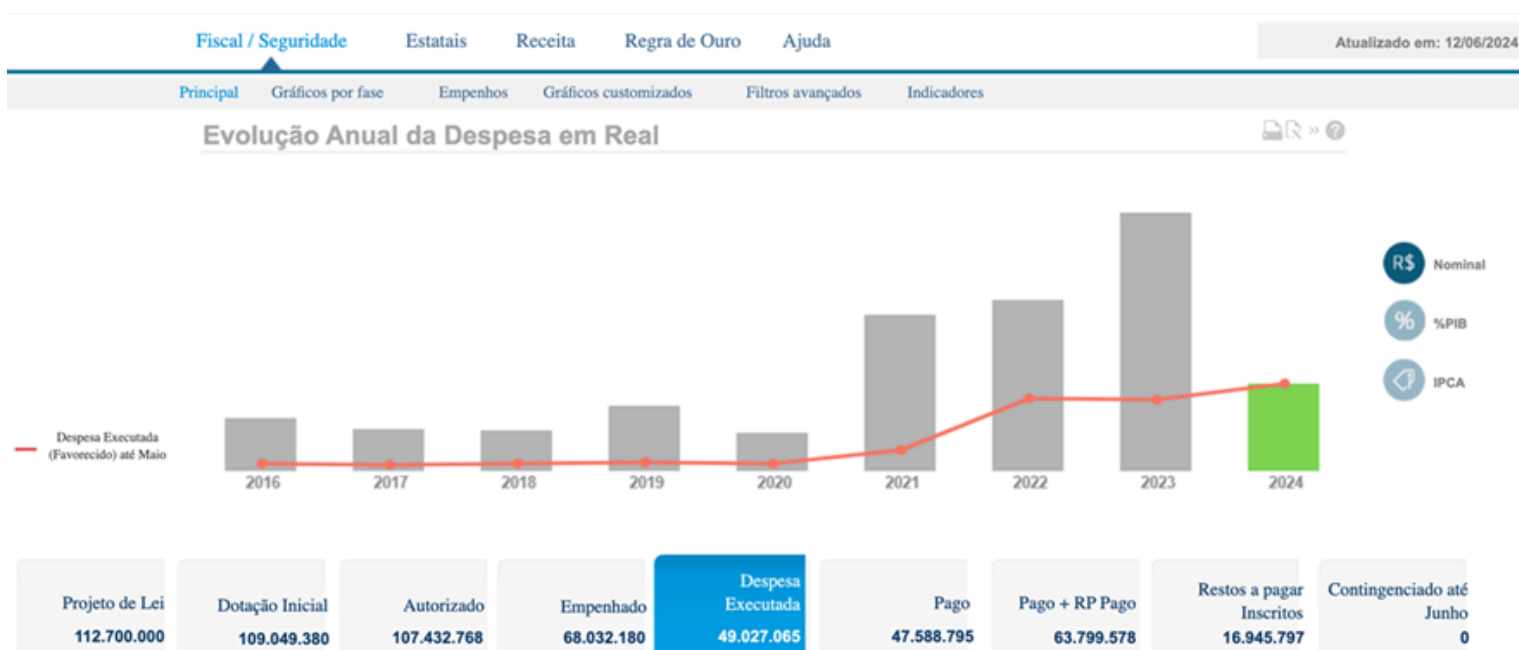 Fiscal / Seguridade Estatais Receita Regra de Ouro Ajuda Atualizado em: 12/06/2024
Principal Gráficos por fase Empenhos Gráficos customizados Filtros avançados Indicadores
Evolução Anual da Despesa em Real » ?
R$ Nominal
% %PIB
IPCA
Despesa Executada
(Favorecido) até Maio
2016 2017 2018 2019 2020 2021 2022 2023 2024
Projeto de Lei
112.700.000
Dotação Inicial
109.049.380
Autorizado
107.432.768
Empenhado
68.032.180
Despesa
Executada
49.027.065
Pago
47.588.795
Pago + RP Pago
63.799.578
Restos a pagar
Inscritos
16.945.797
Contingenciado até
Junho
0